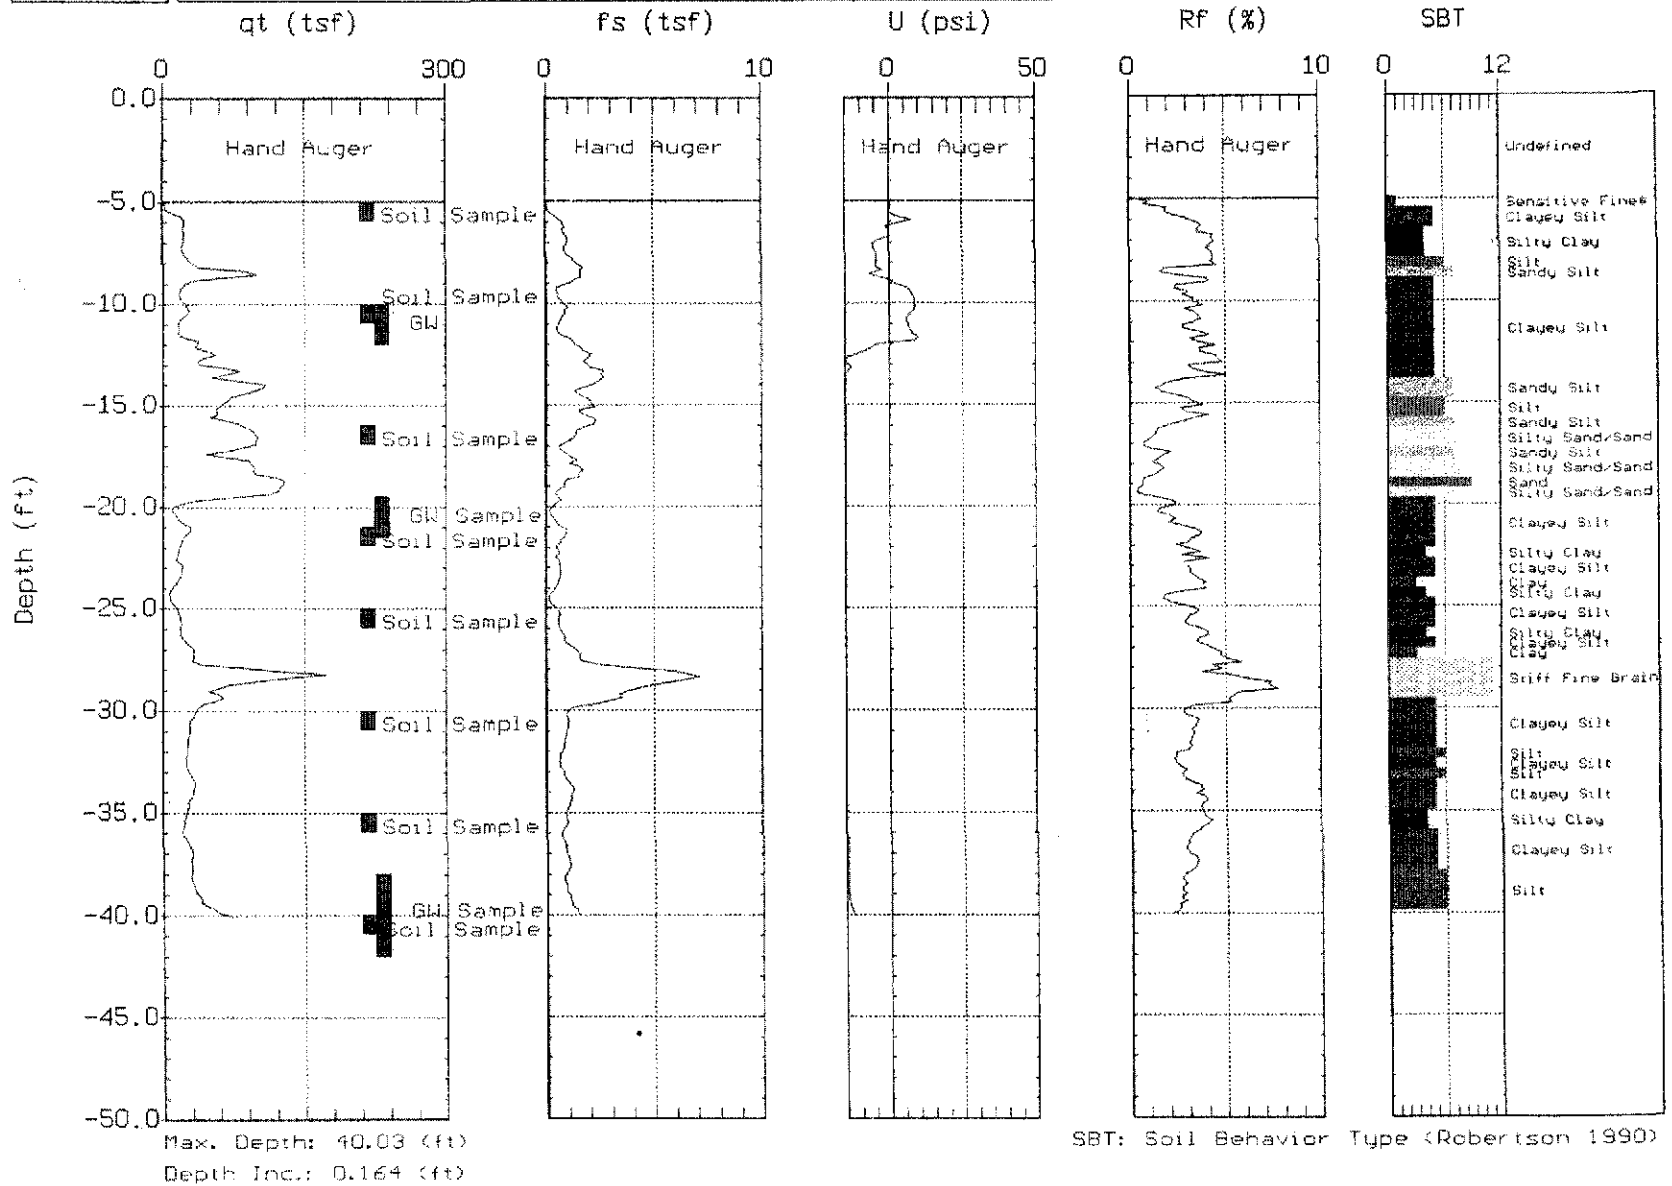 qt (tsf)
fs (tsf)
U (psi)
Rf (%)
SBT
0 300
0 10
0 50
0 10
0 12
Depth (ft)
0.0
-5.0
-10.0
-15.0
-20.0
-25.0
-30.0
-35.0
-40.0
-45.0
-50.0
Hand Auger
Hand Auger
Hand Auger
Hand Auger
Soil Sample
Soil Sample
GW
Soil Sample
GW Sample
Soil Sample
Soil Sample
Soil Sample
Soil Sample
GW Sample
Soil Sample
Undefined
Sensitive Fines
Clayey Silt
Silty Clay
Silt
Sandy Silt
Clayey Silt
Sandy Silt
Silt
Sandy Silt
Silty Sand/Sand
Sandy Silt
Silty Sand/Sand
Sand
Silty Sand/Sand
Clayey Silt
Silty Clay
Clayey Silt
Clay
Silty Clay
Clayey Silt
Silty Clay
Clayey Silt
Clay
Stiff Fine Grain
Clayey Silt
Silt
Clayey Silt
Silt
Clayey Silt
Silty Clay
Clayey Silt
Silt
Max. Depth: 40.03 (ft)
Depth Inc.: 0.164 (ft)
SBT: Soil Behavior Type (Robertson 1990)